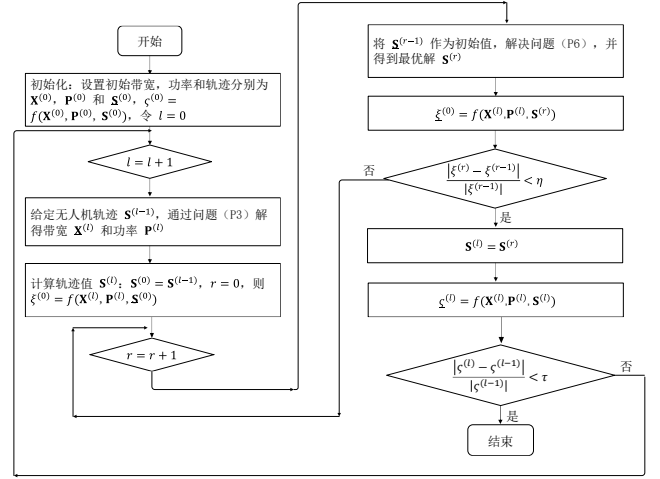 开始
初始化：设置初始带宽，功率和轨迹分别为
X^(0)，P^(0) 和 S^(0)，ς^(0) =
f(X^(0), P^(0), S^(0))，令 l = 0
l = l + 1
给定无人机轨迹 S^(l−1)，通过问题（P3）解
得带宽 X^(l) 和功率 P^(l)
计算轨迹值 S^(l)：S^(0) = S^(l−1)，r = 0，则
ξ^(0) = f(X^(l), P^(l), S^(0))
r = r + 1
将 S^(r−1) 作为初始值，解决问题（P6），并
得到最优解 S^(r)
ξ^(0) = f(X^(l), P^(l), S^(r))
否
|ξ^(r) − ξ^(r−1)| / |ξ^(r−1)| < η
是
S^(l) = S^(r)
ς^(l) = f(X^(l), P^(l), S^(l))
否
|ς^(l) − ς^(l−1)| / |ς^(l−1)| < τ
是
结束